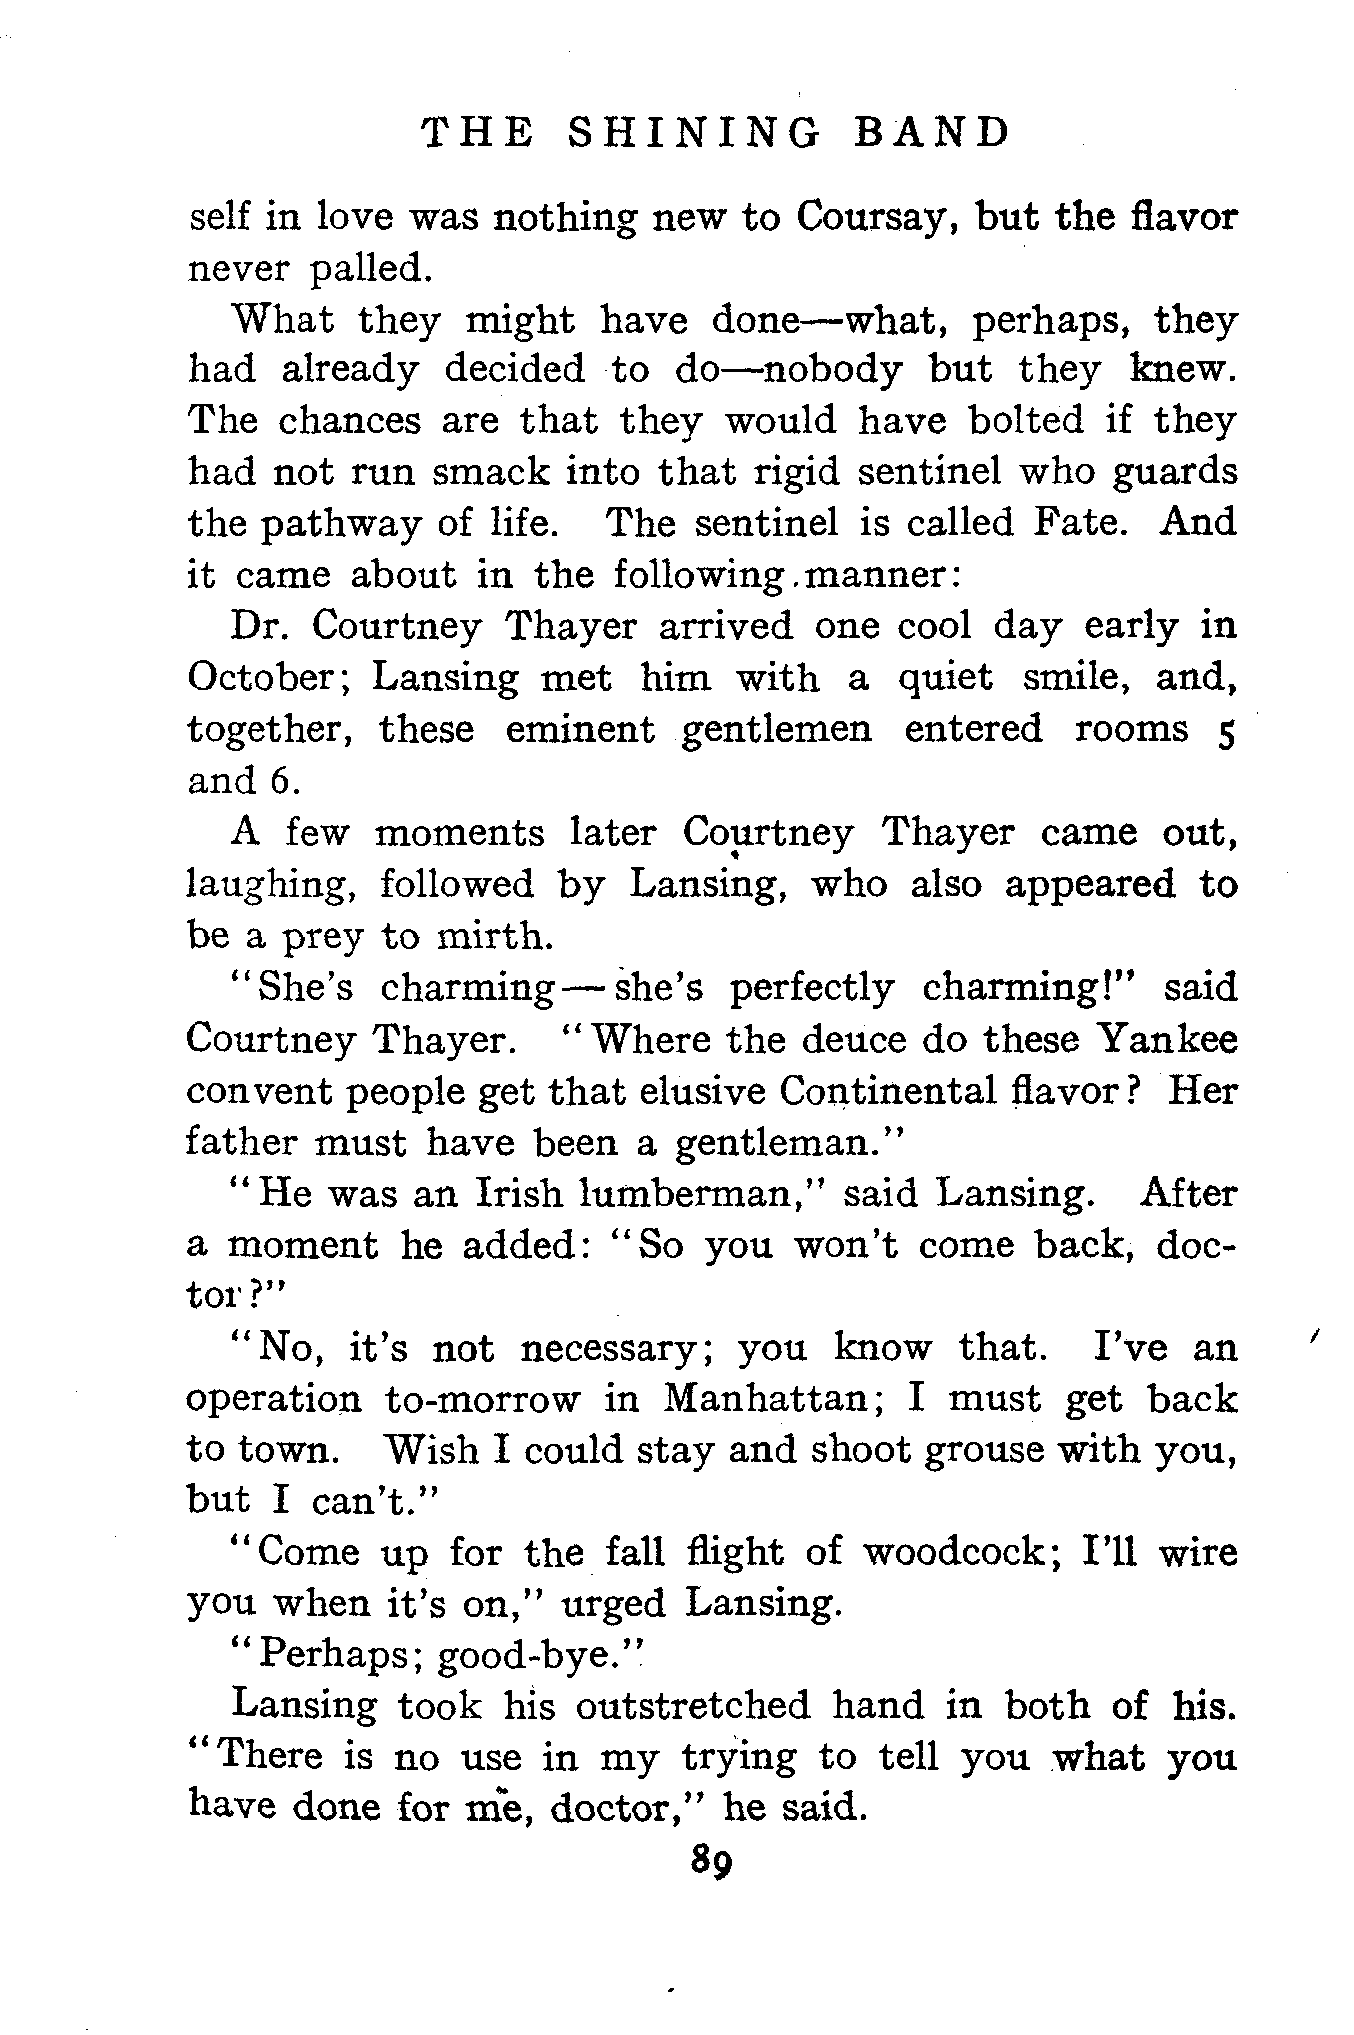 THE SHINING BAND
self in love was nothing new to Coursay, but the flavor
never palled.
What they might have done—what, perhaps, they
had already decided to do—nobody but they knew.
The chances are that they would have bolted if they
had not run smack into that rigid sentinel who guards
the pathway of life. The sentinel is called Fate. And
it came about in the following manner:
Dr. Courtney Thayer arrived one cool day early in
October; Lansing met him with a quiet smile, and,
together, these eminent gentlemen entered rooms 5
and 6.
A few moments later Courtney Thayer came out,
laughing, followed by Lansing, who also appeared to
be a prey to mirth.
"She's charming—she's perfectly charming!" said
Courtney Thayer. "Where the deuce do these Yankee
convent people get that elusive Continental flavor? Her
father must have been a gentleman."
"He was an Irish lumberman," said Lansing. After
a moment he added: "So you won't come back, doc-
tor?"
"No, it's not necessary; you know that. I've an
operation to-morrow in Manhattan; I must get back
to town. Wish I could stay and shoot grouse with you,
but I can't."
"Come up for the fall flight of woodcock; I'll wire
you when it's on," urged Lansing.
"Perhaps; good-bye."
Lansing took his outstretched hand in both of his.
"There is no use in my trying to tell you what you
have done for me, doctor," he said.
89